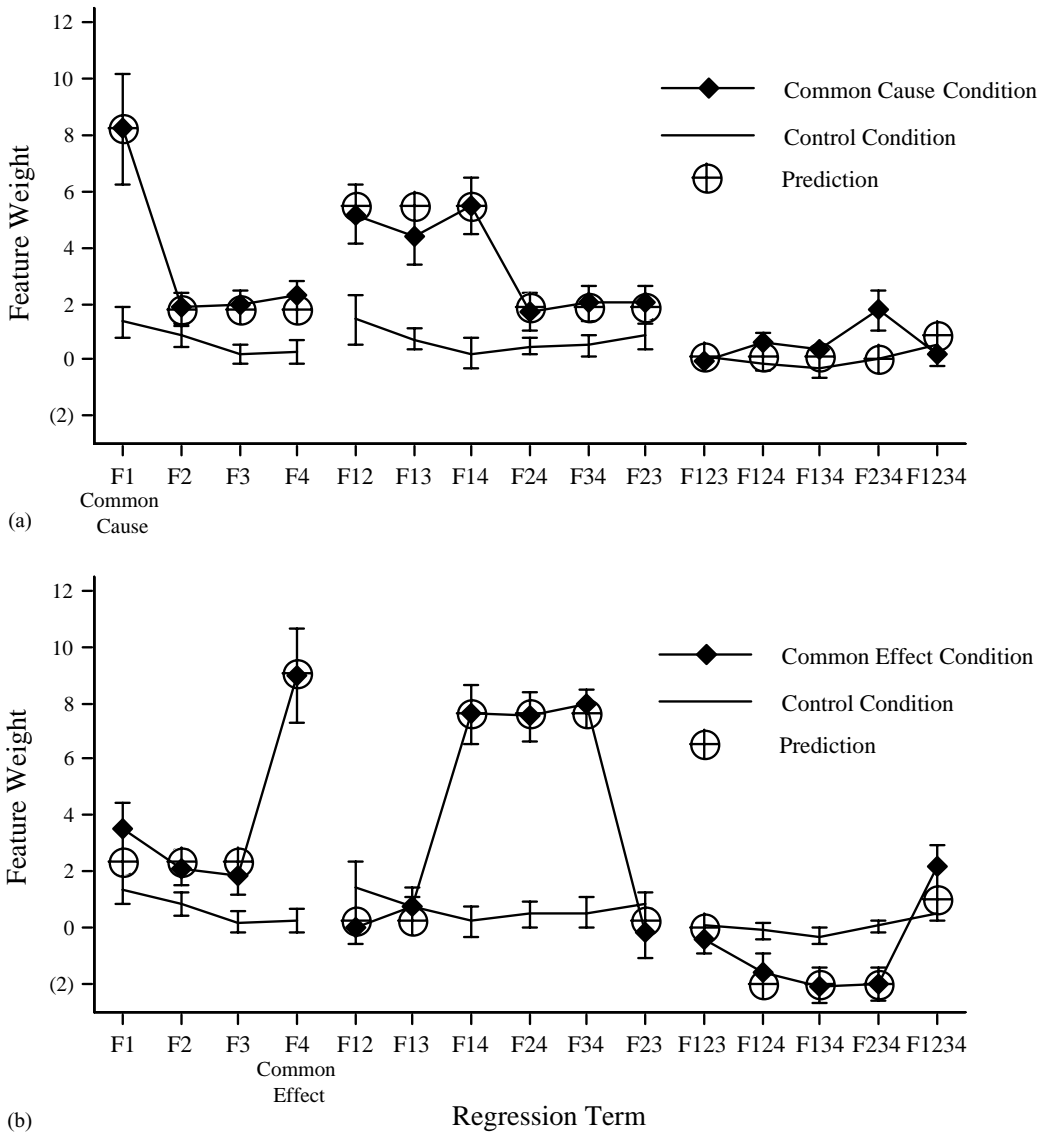 12
10
8
6
4
2
0
(2)
Feature Weight
Common Cause Condition
Control Condition
Prediction
F1 F2 F3 F4 F12 F13 F14 F24 F34 F23 F123 F124 F134 F234 F1234
Common
Cause
(a)
12
10
8
6
4
2
0
(2)
Feature Weight
Common Effect Condition
Control Condition
Prediction
F1 F2 F3 F4 F12 F13 F14 F24 F34 F23 F123 F124 F134 F234 F1234
Common
Effect
(b)
Regression Term